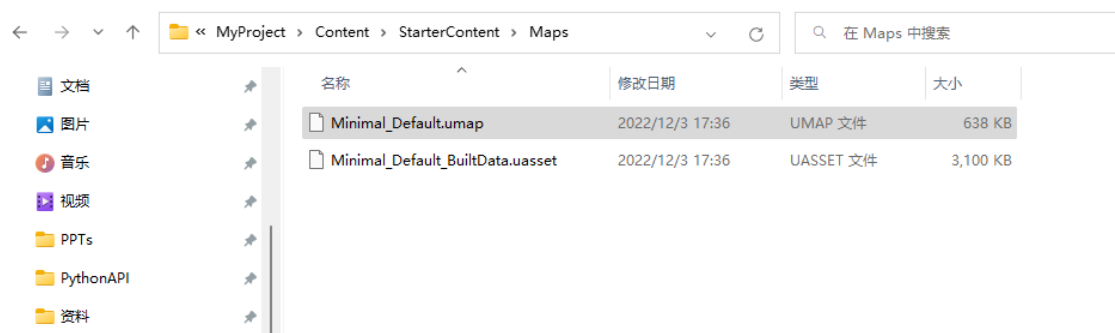 « MyProject › Content › StarterContent › Maps
在 Maps 中搜索
文档
图片
音乐
视频
PPTs
PythonAPI
资料
名称 修改日期 类型 大小
Minimal_Default.umap 2022/12/3 17:36 UMAP 文件 638 KB
Minimal_Default_BuiltData.uasset 2022/12/3 17:36 UASSET 文件 3,100 KB